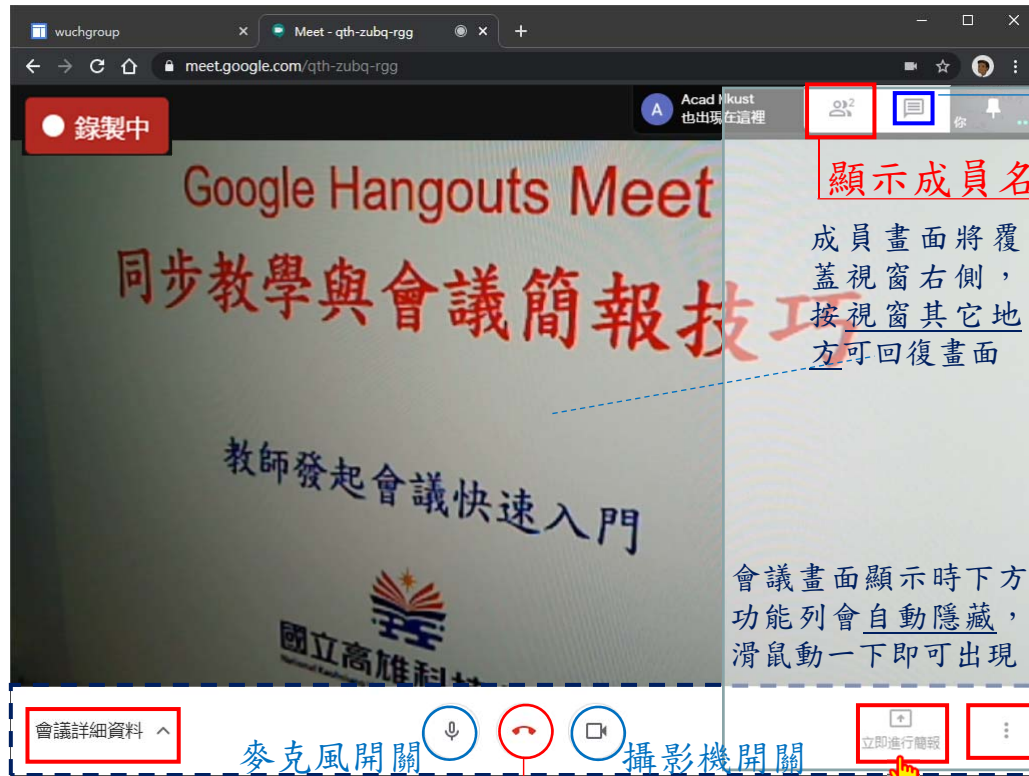 wuchgroup
Meet - qth-zubq-rgg
meet.google.com/qth-zubq-rgg
錄製中
A
Acad Nkust
也出現在這裡
2
你
Google Hangouts Meet
同步教學與會議簡報技巧
教師發起會議快速入門
國立高雄科技
顯示成員名
成員畫面將覆
蓋視窗右側，
按視窗其它地
方可回復畫面
會議畫面顯示時下方
功能列會自動隱藏，
滑鼠動一下即可出現
會議詳細資料
麥克風開關
攝影機開關
立即進行簡報